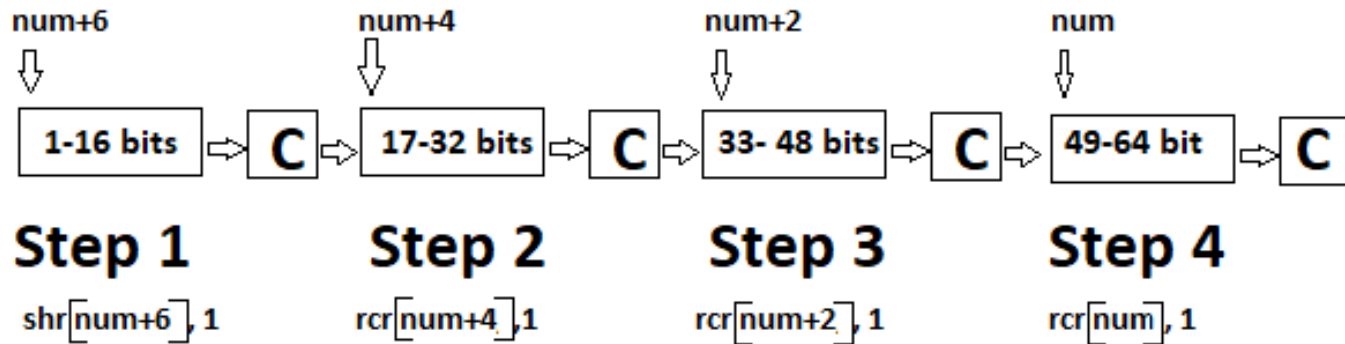 num+6 num+4 num+2 num
1-16 bits C 17-32 bits C 33- 48 bits C 49-64 bit C
Step 1 Step 2 Step 3 Step 4
shr[num+6 ], 1 rcr[num+4 ],1 rcr[num+2 ], 1 rcr[num], 1